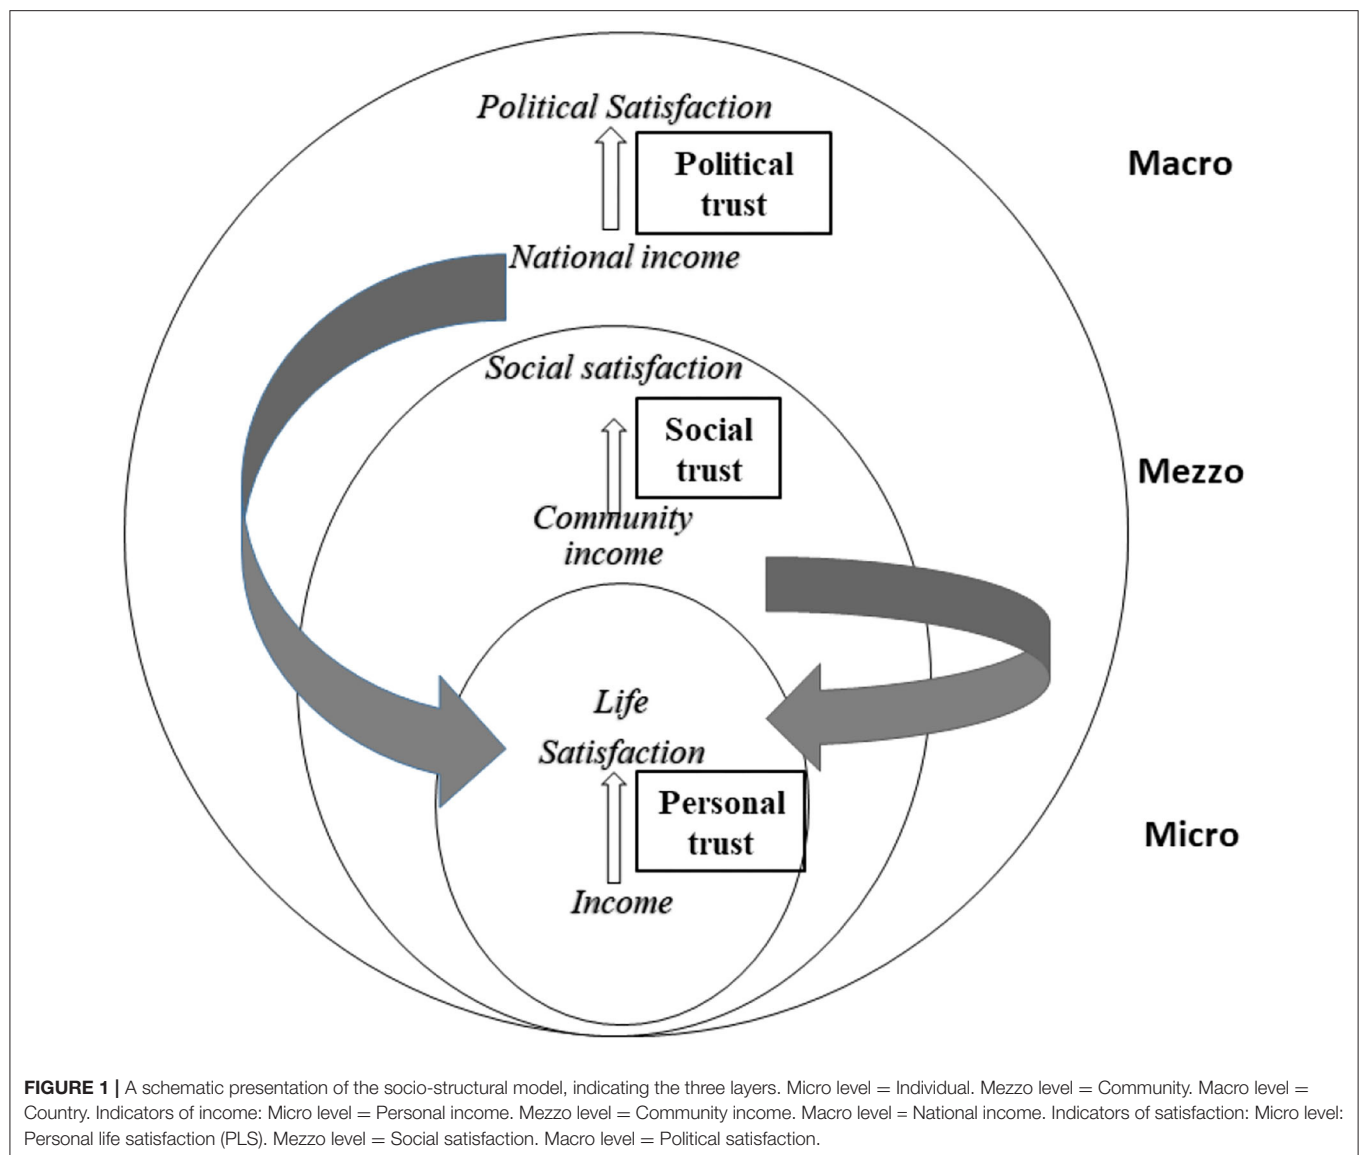 Political Satisfaction
Political
trust
Macro
National income
Social satisfaction
Social
trust
Mezzo
Community
income
Life
Satisfaction
Personal
trust
Micro
Income
FIGURE 1 | A schematic presentation of the socio-structural model, indicating the three layers. Micro level = Individual. Mezzo level = Community. Macro level =
Country. Indicators of income: Micro level = Personal income. Mezzo level = Community income. Macro level = National income. Indicators of satisfaction: Micro level:
Personal life satisfaction (PLS). Mezzo level = Social satisfaction. Macro level = Political satisfaction.